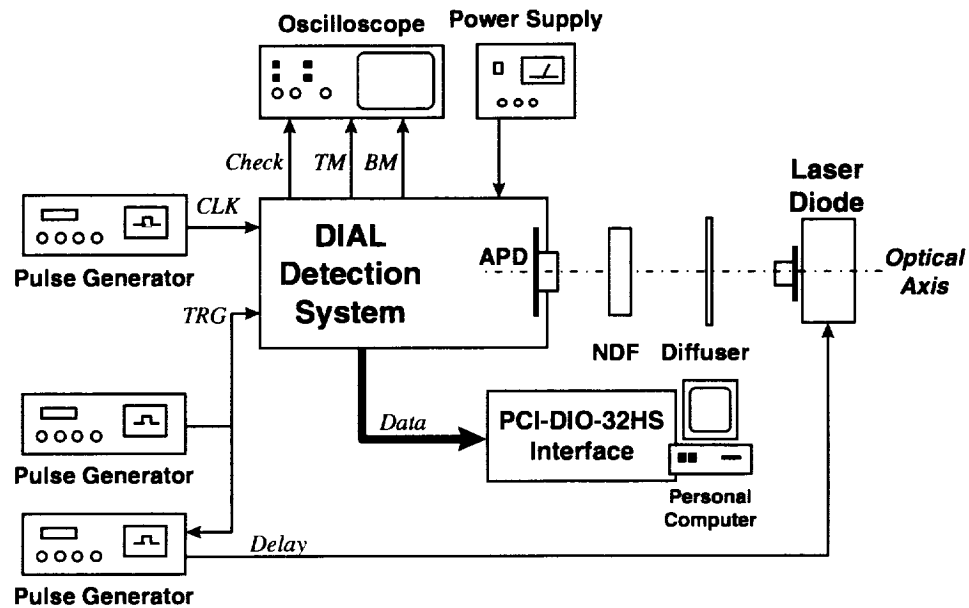 Oscilloscope
Power Supply
Check
TM
BM
Laser
Diode
CLK
Pulse Generator
DIAL
Detection
System
APD
Optical
Axis
TRG
NDF
Diffuser
Pulse Generator
Data
PCI-DIO-32HS
Interface
Personal
Computer
Delay
Pulse Generator